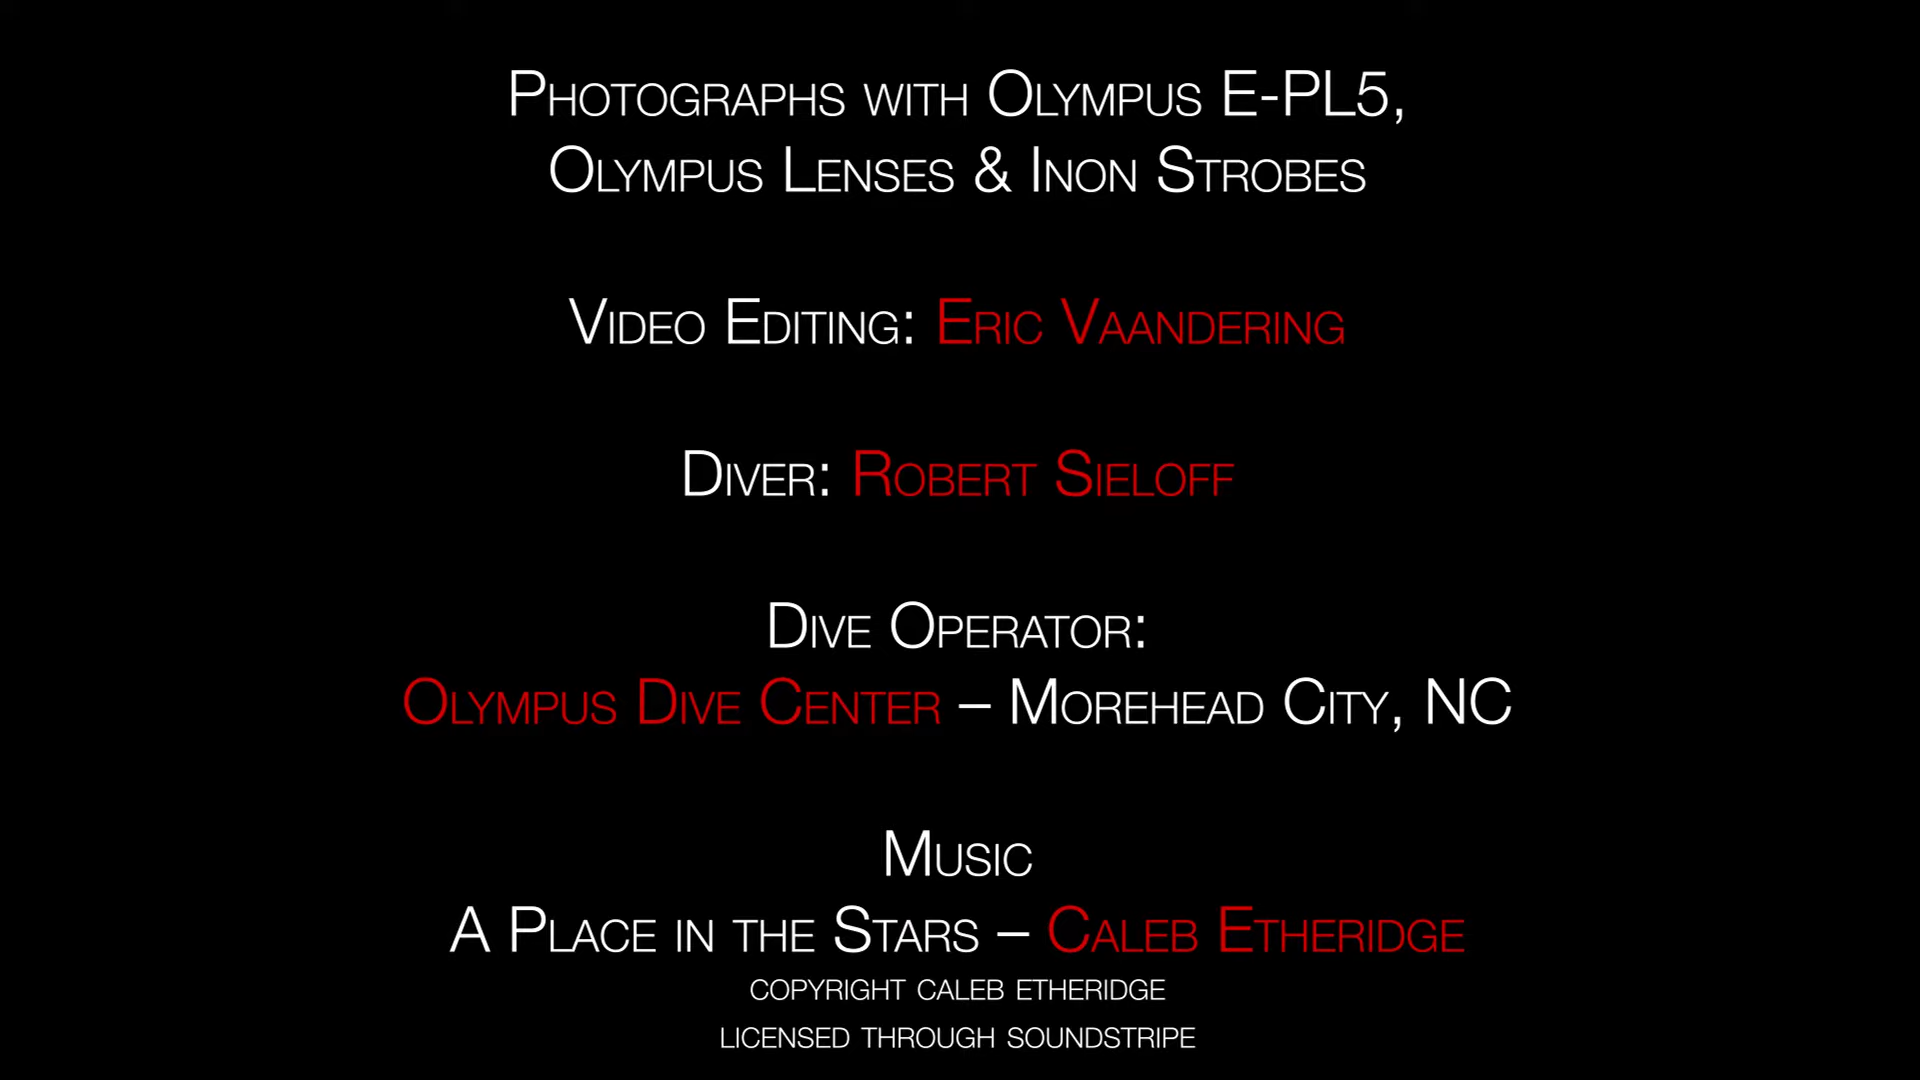 Photographs with Olympus E-PL5,
Olympus Lenses & Inon Strobes
Video Editing: Eric Vaandering
Diver: Robert Sieloff
Dive Operator:
Olympus Dive Center – Morehead City, NC
Music
A Place in the Stars – Caleb Etheridge
copyright caleb etheridge
licensed through soundstripe